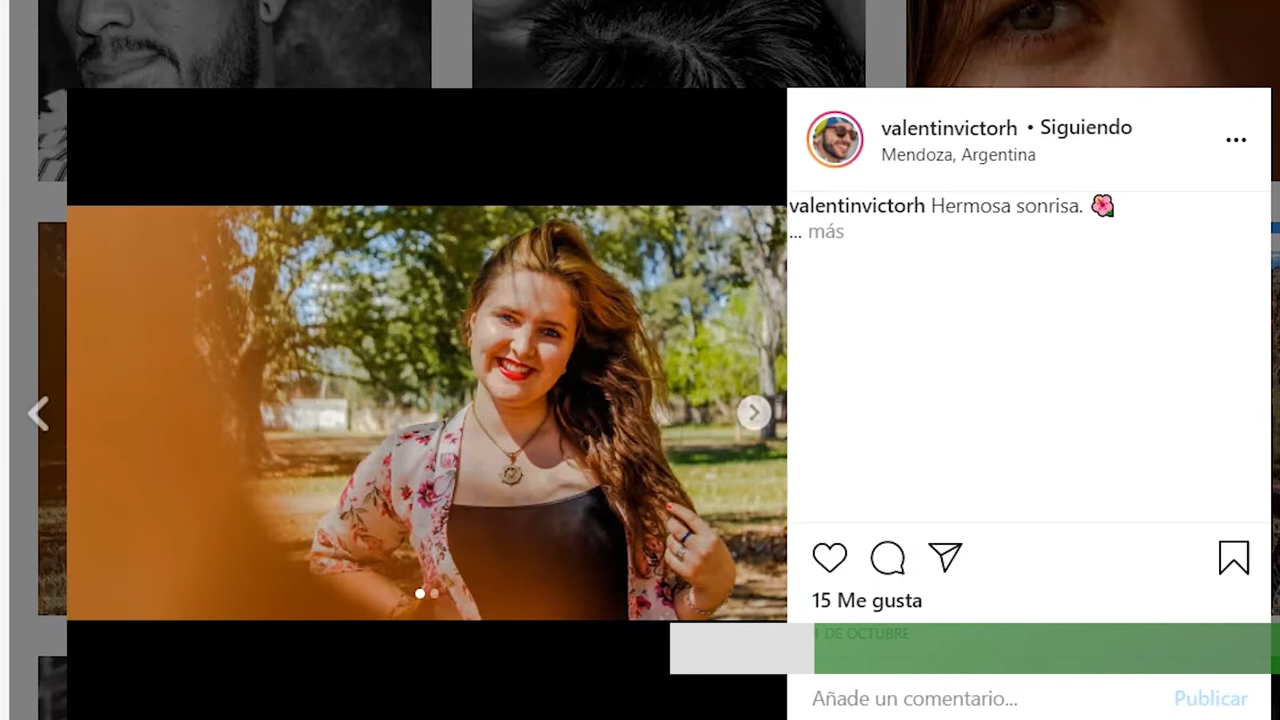 valentinvictorh • Siguiendo
Mendoza, Argentina
valentinvictorh Hermosa sonrisa. 🌺
... más
15 Me gusta
DE OCTUBRE
Añade un comentario...
Publicar